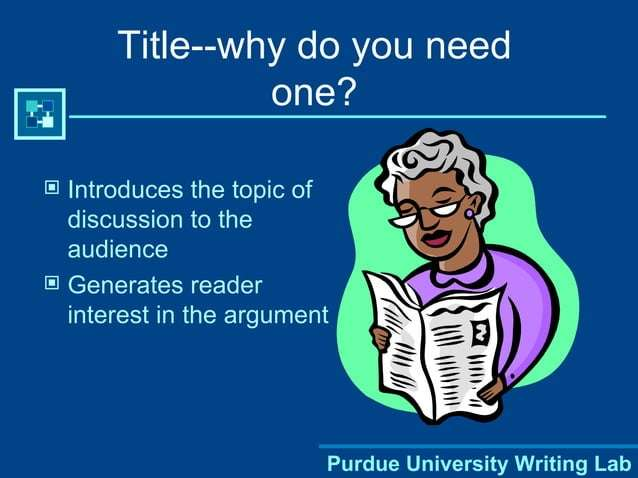 Title--why do you need
one?
Introduces the topic of
discussion to the
audience
Generates reader
interest in the argument
Purdue University Writing Lab